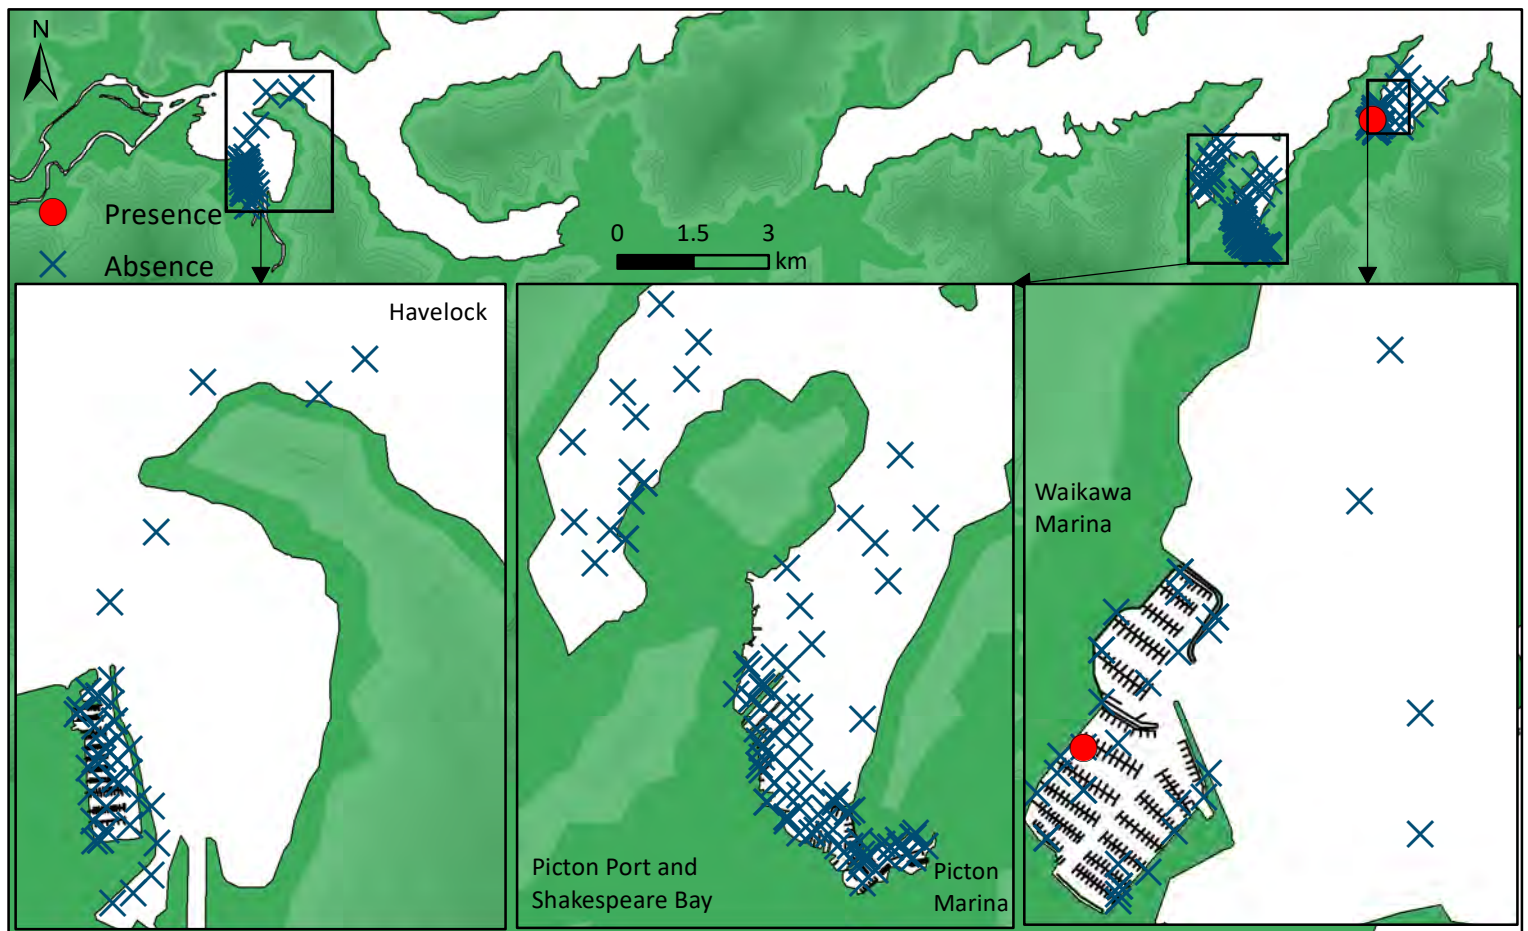 N
Presence
Absence
0 1.5 3
km
Havelock
Picton Port and
Shakespeare Bay
Picton
Marina
Waikawa
Marina